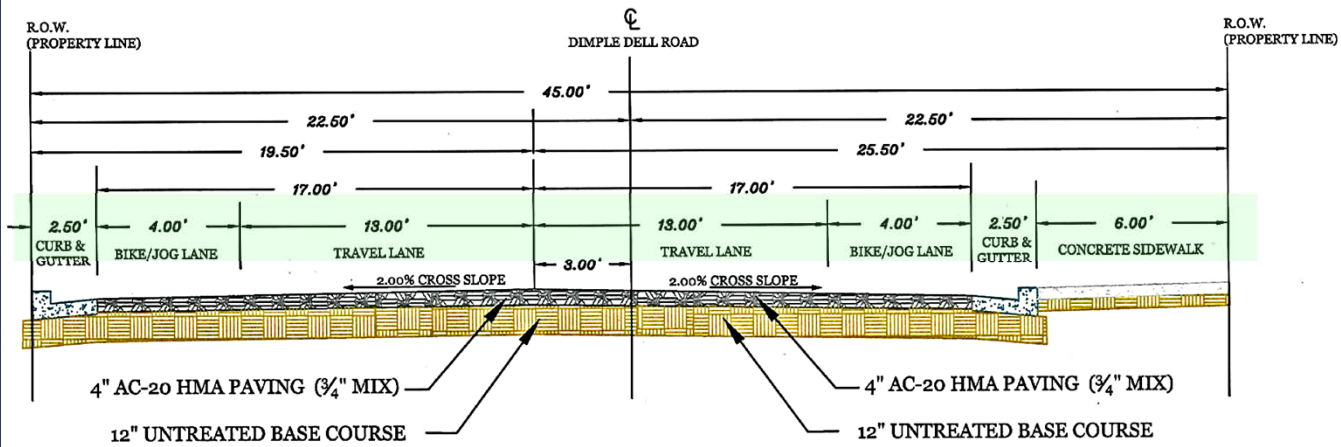 R.O.W.
(PROPERTY LINE)
℄
DIMPLE DELL ROAD
R.O.W.
(PROPERTY LINE)
45.00'
22.50' 22.50'
19.50' 25.50'
17.00' 17.00'
2.50' 4.00' 13.00' 13.00' 4.00' 2.50' 6.00'
CURB &
GUTTER
BIKE/JOG LANE
TRAVEL LANE
TRAVEL LANE
BIKE/JOG LANE
CURB &
GUTTER
CONCRETE SIDEWALK
3.00'
2.00% CROSS SLOPE 2.00% CROSS SLOPE
4" AC-20 HMA PAVING (¾" MIX) 4" AC-20 HMA PAVING (¾" MIX)
12" UNTREATED BASE COURSE 12" UNTREATED BASE COURSE